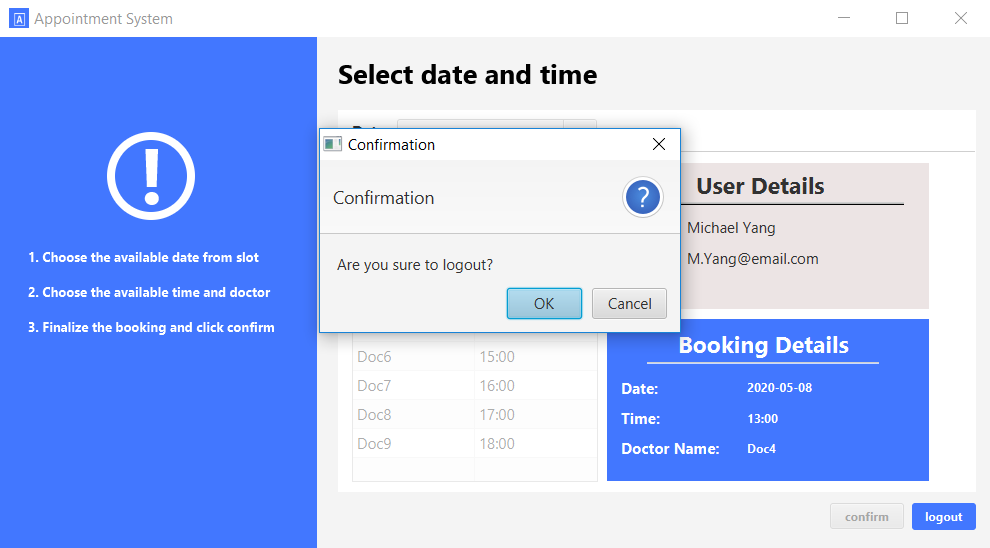 Appointment System
1. Choose the available date from slot
2. Choose the available time and doctor
3. Finalize the booking and click confirm
Select date and time
Confirmation
Confirmation
Are you sure to logout?
OK Cancel
User Details
Michael Yang
M.Yang@email.com
Doc6 15:00
Doc7 16:00
Doc8 17:00
Doc9 18:00
Booking Details
Date: 2020-05-08
Time: 13:00
Doctor Name: Doc4
confirm logout